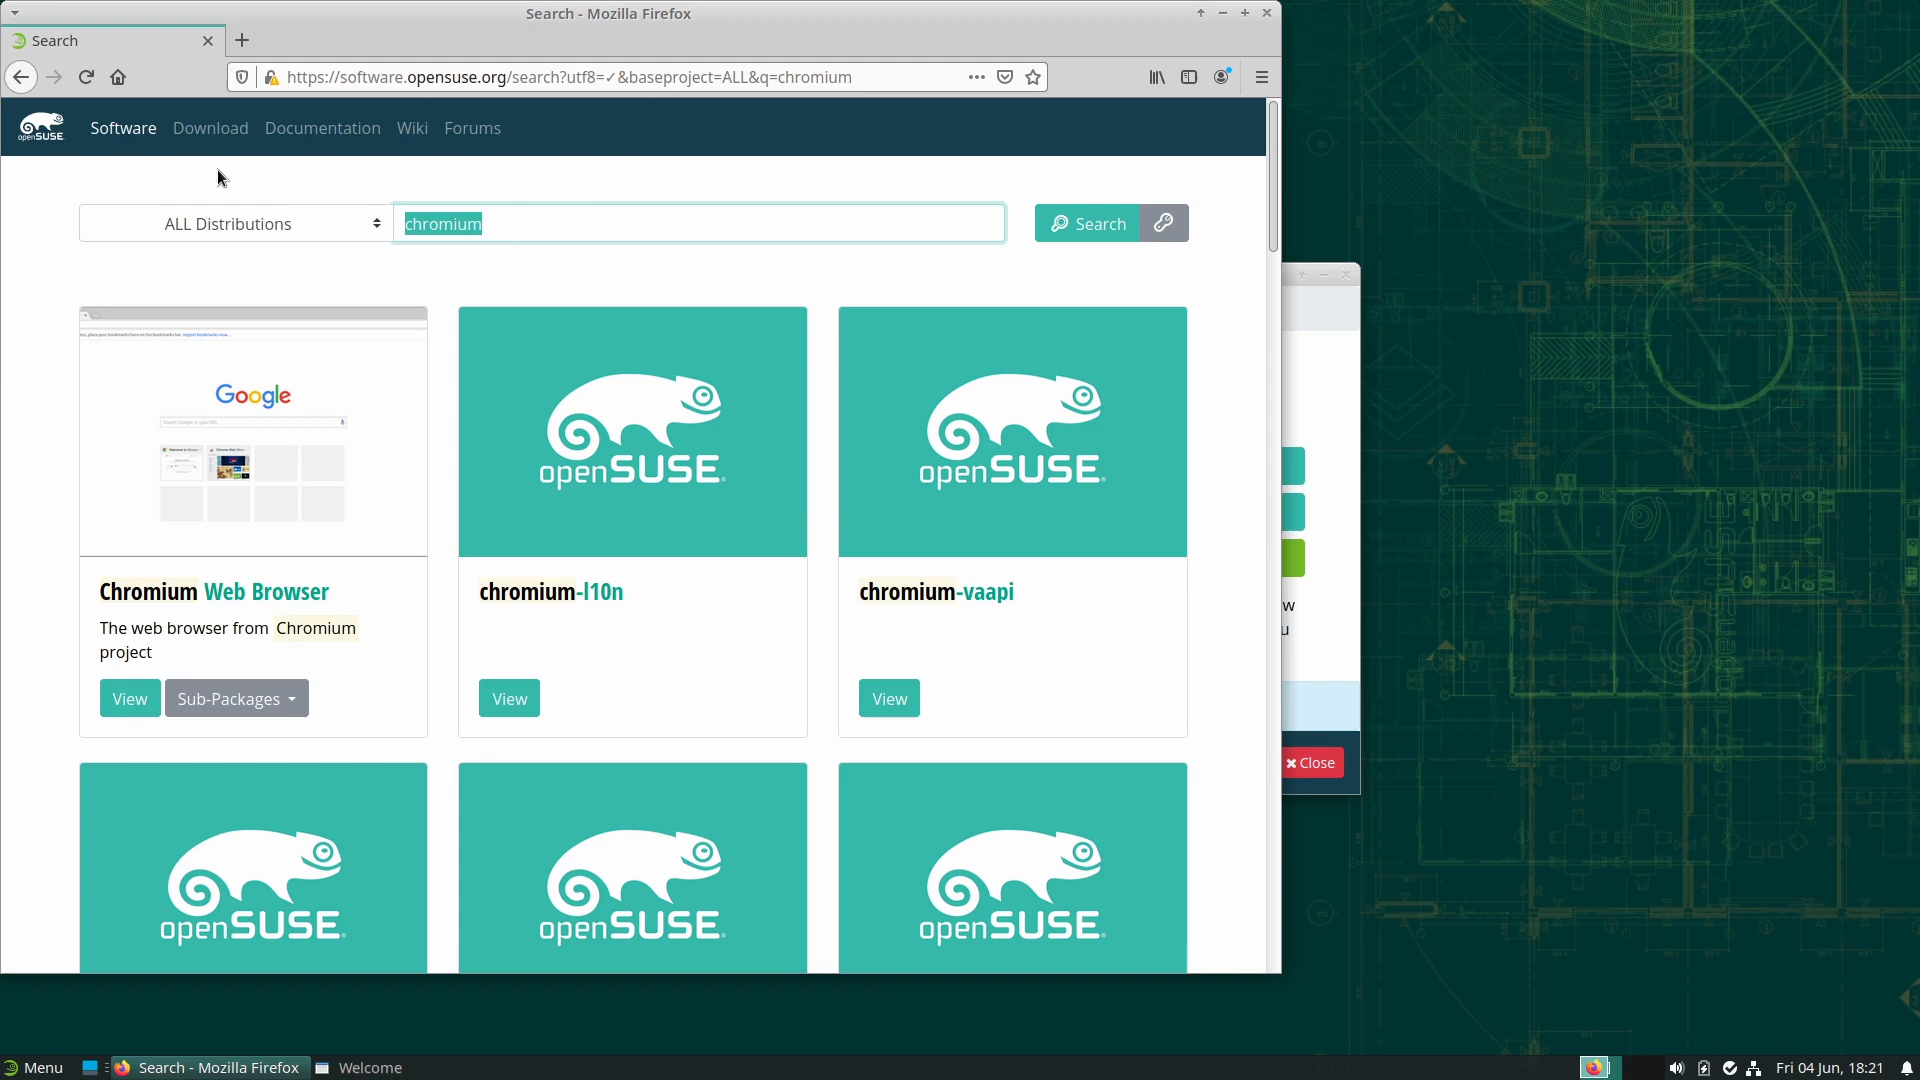 Search - Mozilla Firefox
Search
https://software.opensuse.org/search?utf8=✓&baseproject=ALL&q=chromium
openSUSE
Software Download Documentation Wiki Forums
ALL Distributions
chromium
Search
Google
openSUSE
openSUSE
Chromium Web Browser
The web browser from Chromium
project
View
Sub-Packages
chromium-l10n
View
chromium-vaapi
View
openSUSE
openSUSE
openSUSE
w
u
Close
Menu
Search - Mozilla Firefox
Welcome
Fri 04 Jun, 18:21